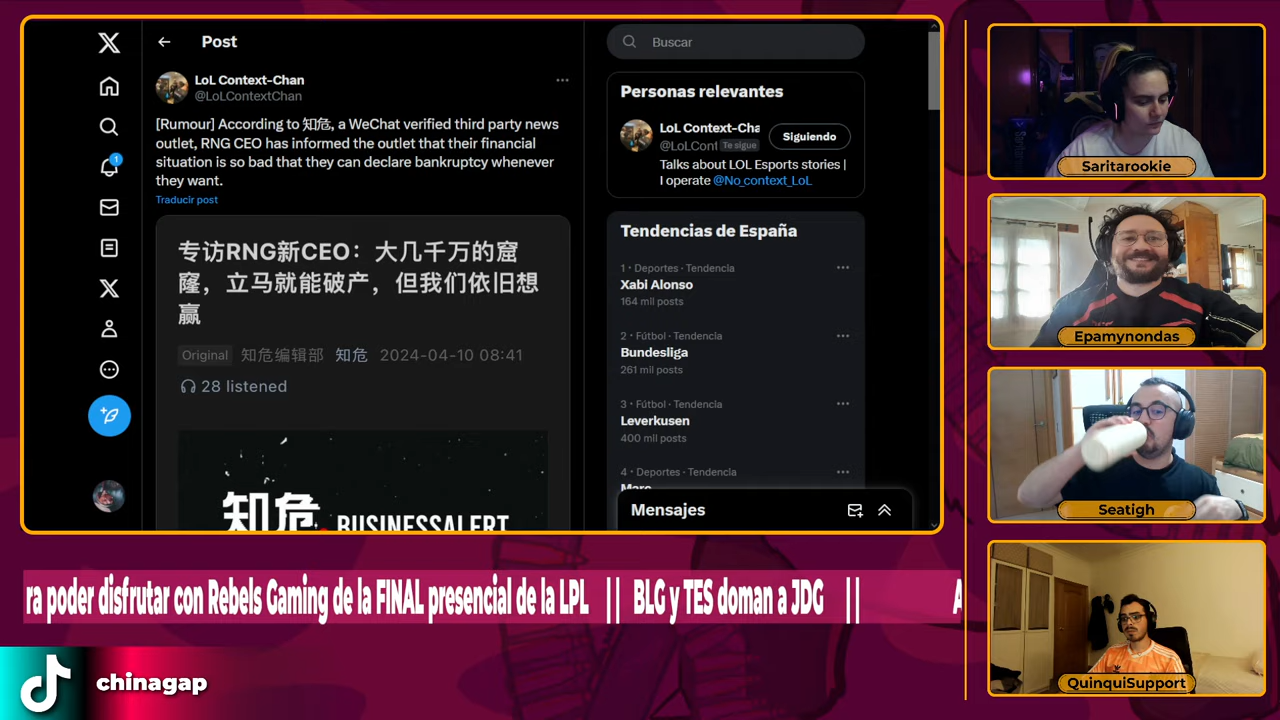 Post
LoL Context-Chan
@LoLContextChan
[Rumour] According to 知危, a WeChat verified third party news
outlet, RNG CEO has informed the outlet that their financial
situation is so bad that they can declare bankruptcy whenever
they want.
Traducir post
专访RNG新CEO：大几千万的窟
窿，立马就能破产，但我们依旧想
赢
Original 知危编辑部 知危 2024-04-10 08:41
28 listened
知危 BUSINESSALERT
1
Buscar
Personas relevantes
LoL Context-Cha
@LoLCont Te sigue
Siguiendo
Talks about LOL Esports stories |
I operate @No_context_LoL
Tendencias de España
1 · Deportes · Tendencia
Xabi Alonso
164 mil posts
2 · Fútbol · Tendencia
Bundesliga
261 mil posts
3 · Fútbol · Tendencia
Leverkusen
400 mil posts
4 · Deportes · Tendencia
Mensajes
Saritarookie
Epamynondas
Seatigh
QuinquiSupport
ra poder disfrutar con Rebels Gaming de la FINAL presencial de la LPL || BLG y TES doman a JDG || A
chinagap